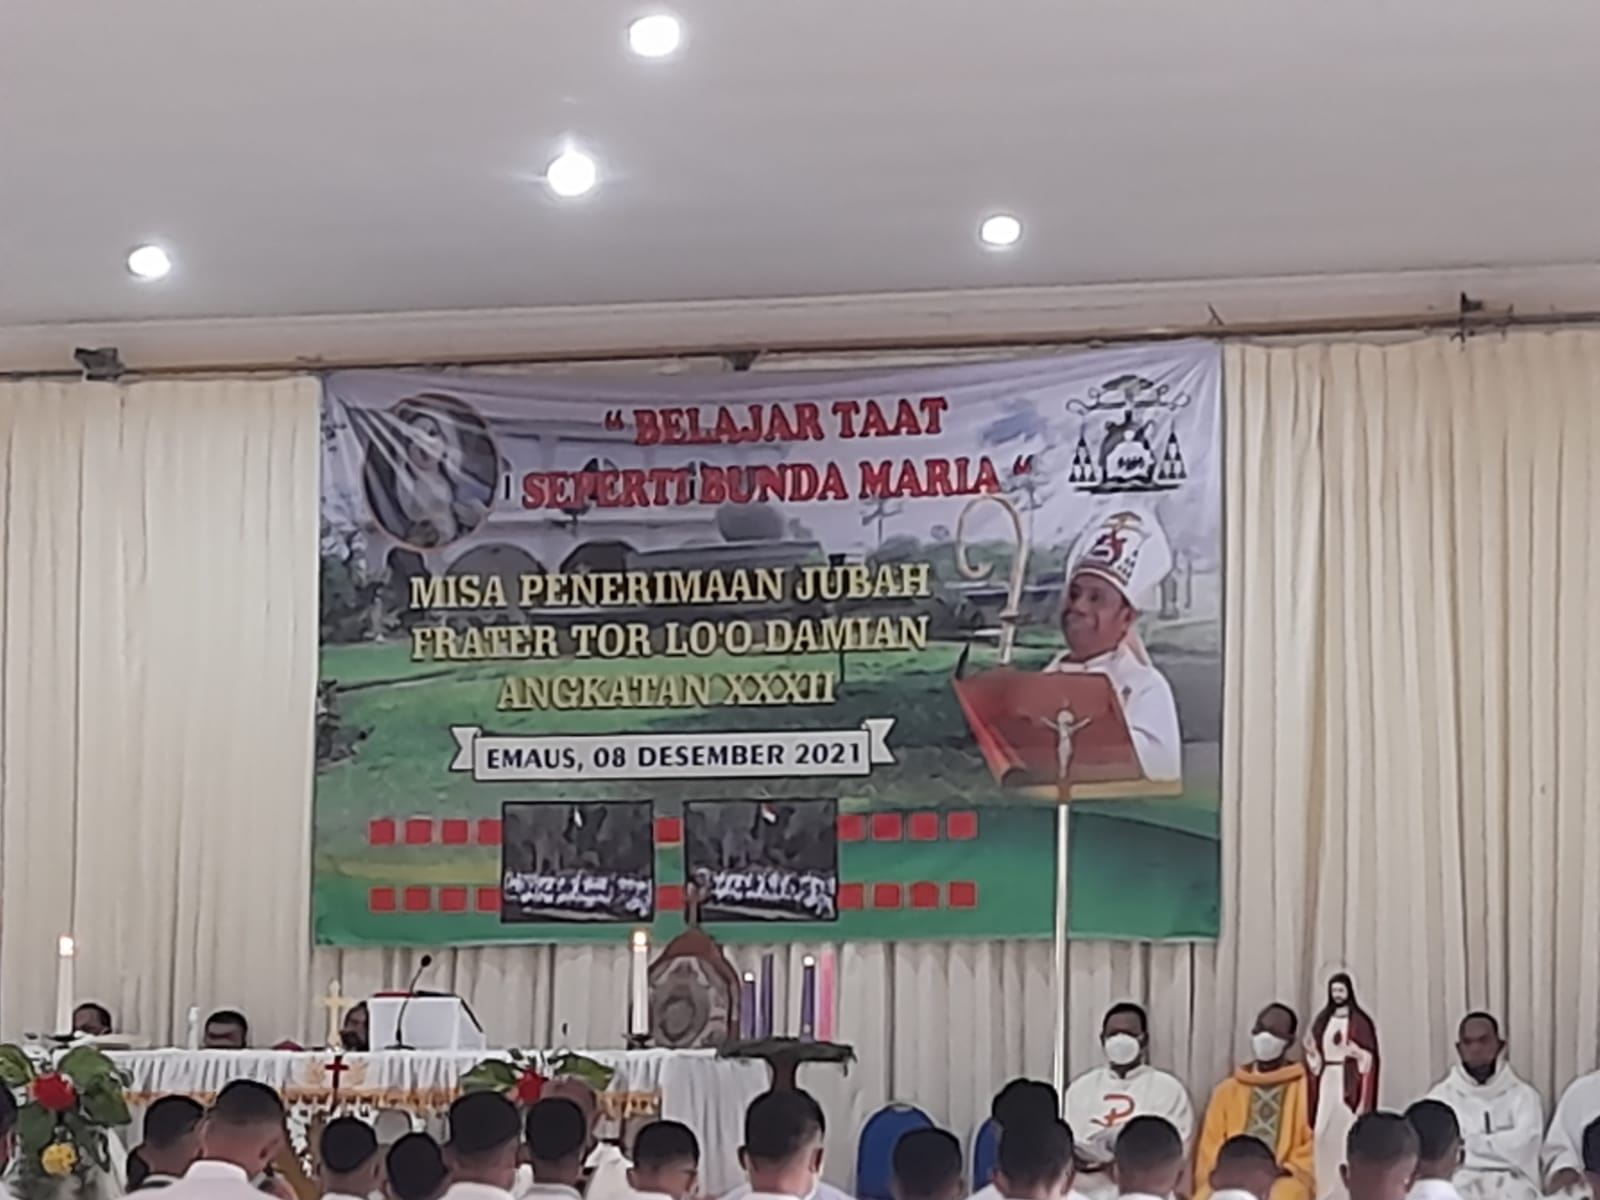 “ BELAJAR TAAT
SEPERTI BUNDA MARIA “
MISA PENERIMAAN JUBAH
FRATER TOR LO'O DAMIAN
ANGKATAN XXXII
EMAUS, 08 DESEMBER 2021